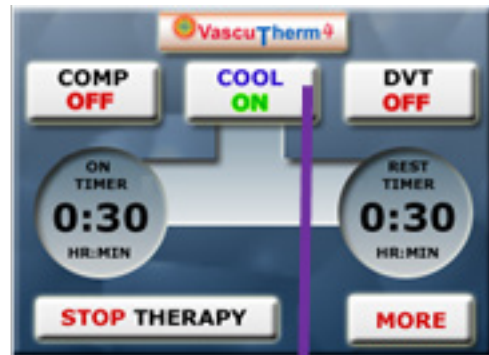 VascuTherm4
COMP
OFF
COOL
ON
DVT
OFF
ON
TIMER
0:30
HR:MIN
REST
TIMER
0:30
HR:MIN
STOP THERAPY
MORE